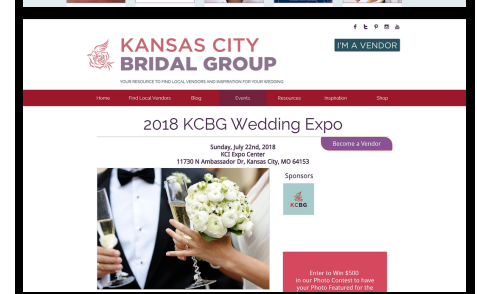 I'M A VENDOR
KANSAS CITY
BRIDAL GROUP
YOUR RESOURCE TO FIND LOCAL VENDORS AND INSPIRATION FOR YOUR WEDDING
Home Find Local Vendors Blog Events Resources Inspiration Shop
2018 KCBG Wedding Expo
Become a Vendor
Sunday, July 22nd, 2018
KCI Expo Center
11730 N Ambassador Dr, Kansas City, MO 64153
Sponsors
KCBG
Enter to Win $500
in our Photo Contest to have
your Photo Featured for the